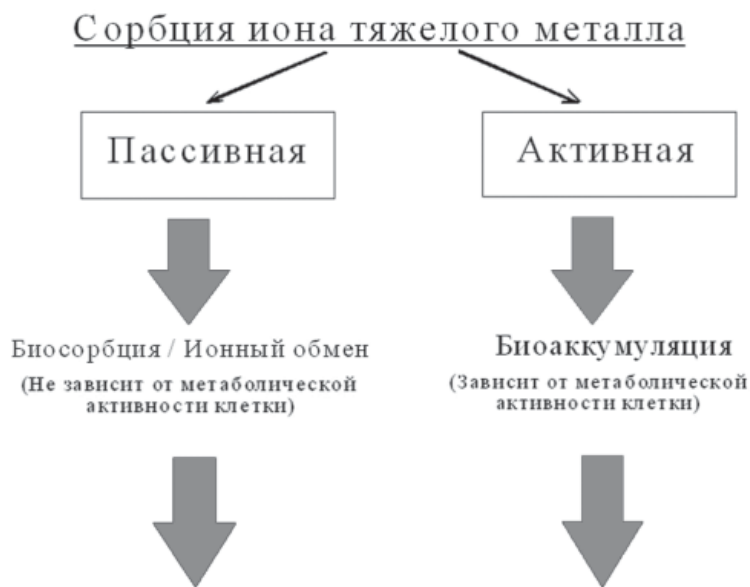 Сорбция иона тяжелого металла
Пассивная
Активная
Биосорбция / Ионный обмен
(Не зависит от метаболической
активности клетки)
Биоаккумуляция
(Зависит от метаболической
активности клетки)